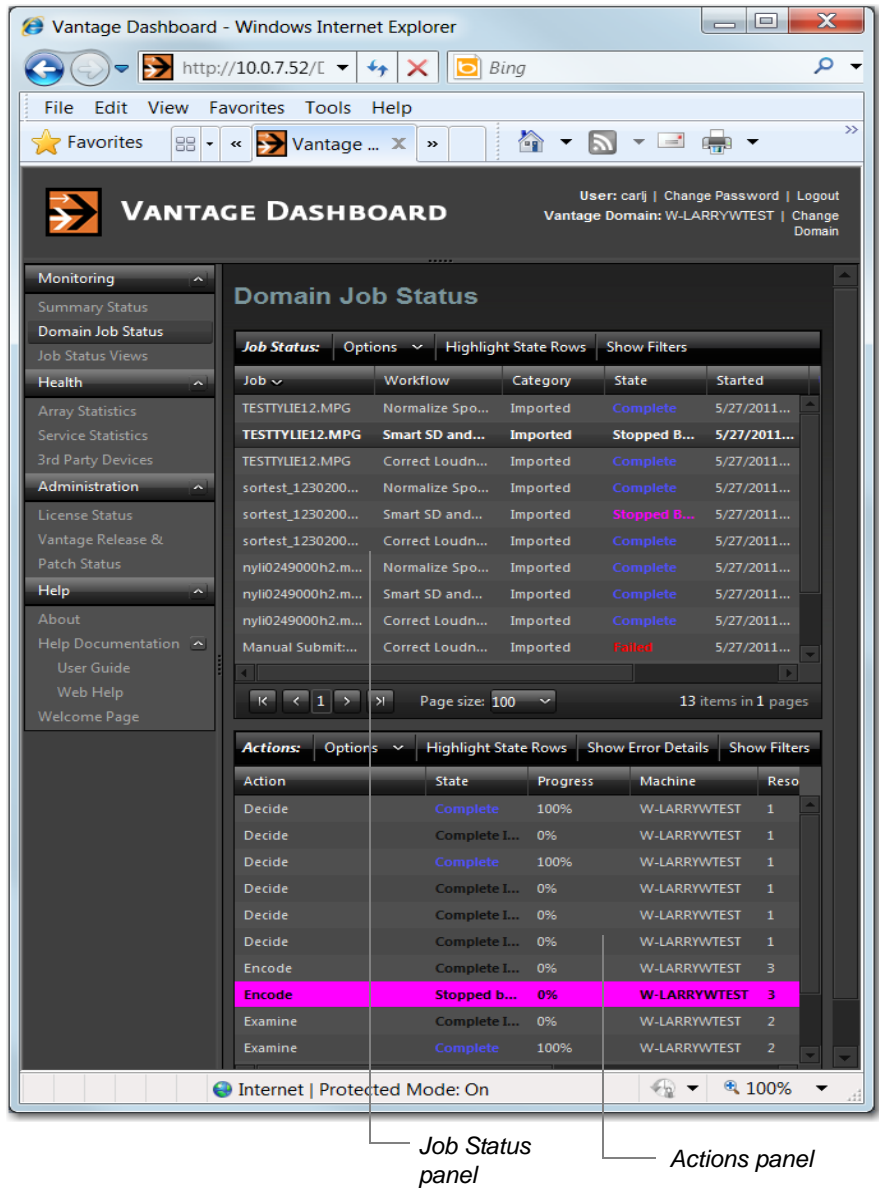 Vantage Dashboard - Windows Internet Explorer
http://10.0.7.52/D
Bing
File Edit View Favorites Tools Help
Favorites
« Vantage ... x »
»
VANTAGE DASHBOARD
User: carlj | Change Password | Logout
Vantage Domain: W-LARRYWTEST | Change
Domain
Monitoring
Summary Status
Domain Job Status
Job Status Views
Health
Array Statistics
Service Statistics
3rd Party Devices
Administration
License Status
Vantage Release &
Patch Status
Help
About
Help Documentation
User Guide
Web Help
Welcome Page
Domain Job Status
Job Status: Options Highlight State Rows Show Filters
Job Workflow Category State Started
TESTTYLIE12.MPG Normalize Spo... Imported Complete 5/27/2011...
TESTTYLIE12.MPG Smart SD and... Imported Stopped B... 5/27/2011...
TESTTYLIE12.MPG Correct Loudn... Imported Complete 5/27/2011...
sortest_1230200... Normalize Spo... Imported Complete 5/27/2011...
sortest_1230200... Smart SD and... Imported Stopped B... 5/27/2011...
sortest_1230200... Correct Loudn... Imported Complete 5/27/2011...
nyli0249000h2.m... Normalize Spo... Imported Complete 5/27/2011...
nyli0249000h2.m... Smart SD and... Imported Complete 5/27/2011...
nyli0249000h2.m... Correct Loudn... Imported Complete 5/27/2011...
Manual Submit:... Correct Loudn... Imported Failed 5/27/2011...
1 Page size: 100 13 items in 1 pages
Actions: Options Highlight State Rows Show Error Details Show Filters
Action State Progress Machine Reso
Decide Complete 100% W-LARRYWTEST 1
Decide Complete I... 0% W-LARRYWTEST 1
Decide Complete 100% W-LARRYWTEST 1
Decide Complete I... 0% W-LARRYWTEST 1
Decide Complete I... 0% W-LARRYWTEST 1
Decide Complete I... 0% W-LARRYWTEST 1
Encode Complete I... 0% W-LARRYWTEST 3
Encode Stopped b... 0% W-LARRYWTEST 3
Examine Complete I... 0% W-LARRYWTEST 2
Examine Complete 100% W-LARRYWTEST 2
Internet | Protected Mode: On 100%
Job Status
panel
Actions panel